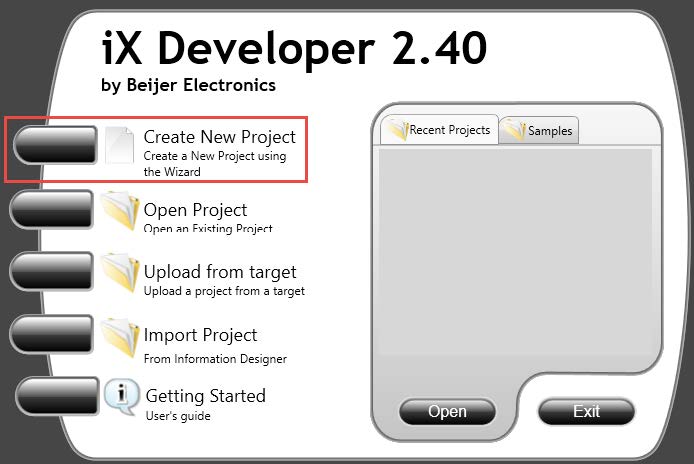 iX Developer 2.40
by Beijer Electronics
Create New Project
Create a New Project using
the Wizard
Open Project
Open an Existing Project
Upload from target
Upload a project from a target
Import Project
From Information Designer
Getting Started
User's guide
Recent Projects
Samples
Open
Exit